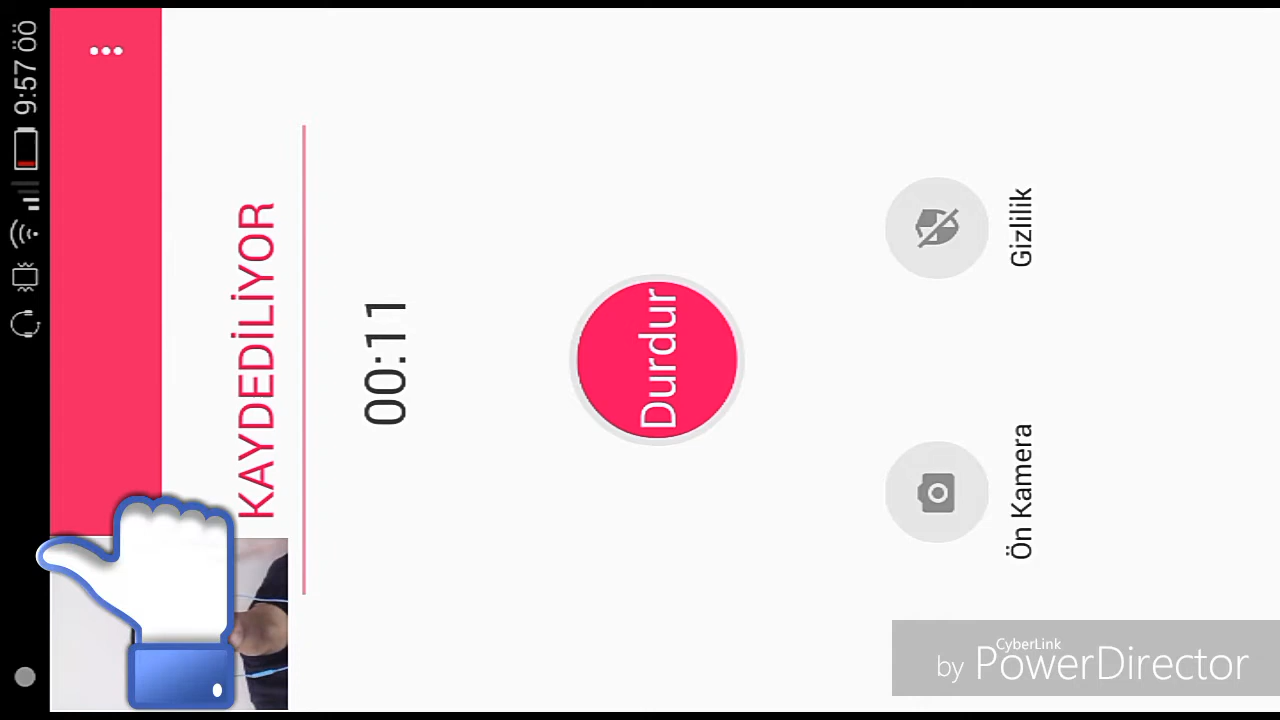 9:57 ÖÖ
KAYDEDİLİYOR
00:11
Durdur
Ön Kamera
Gizlilik
CyberLink
by PowerDirector